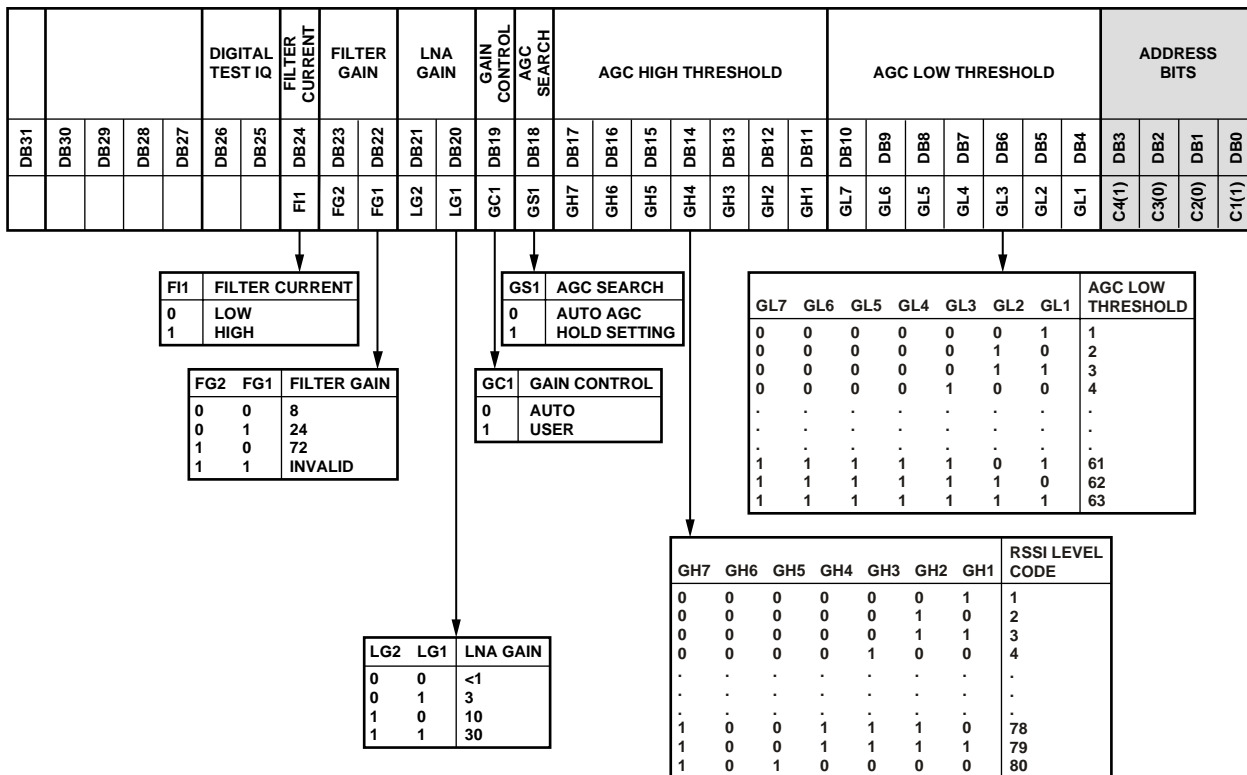 DIGITAL TEST IQ
FILTER CURRENT
FILTER GAIN
LNA GAIN
GAIN CONTROL
AGC SEARCH
AGC HIGH THRESHOLD
AGC LOW THRESHOLD
ADDRESS BITS
DB31 DB30 DB29 DB28 DB27 DB26 DB25 DB24 DB23 DB22 DB21 DB20 DB19 DB18 DB17 DB16 DB15 DB14 DB13 DB12 DB11 DB10 DB9 DB8 DB7 DB6 DB5 DB4 DB3 DB2 DB1 DB0
FI1 FG2 FG1 LG2 LG1 GC1 GS1 GH7 GH6 GH5 GH4 GH3 GH2 GH1 GL7 GL6 GL5 GL4 GL3 GL2 GL1 C4(1) C3(0) C2(0) C1(1)
FI1 FILTER CURRENT
0 LOW
1 HIGH
GS1 AGC SEARCH
0 AUTO AGC
1 HOLD SETTING
GL7 GL6 GL5 GL4 GL3 GL2 GL1 AGC LOW THRESHOLD
0 0 0 0 0 0 1 1
0 0 0 0 0 1 0 2
0 0 0 0 0 1 1 3
0 0 0 0 1 0 0 4
. . . . . . . .
. . . . . . . .
. . . . . . . .
1 1 1 1 1 0 1 61
1 1 1 1 1 1 0 62
1 1 1 1 1 1 1 63
FG2 FG1 FILTER GAIN
0 0 8
0 1 24
1 0 72
1 1 INVALID
GC1 GAIN CONTROL
0 AUTO
1 USER
GH7 GH6 GH5 GH4 GH3 GH2 GH1 RSSI LEVEL CODE
0 0 0 0 0 0 1 1
0 0 0 0 0 1 0 2
0 0 0 0 0 1 1 3
0 0 0 0 1 0 0 4
. . . . . . . .
. . . . . . . .
. . . . . . . .
1 0 0 1 1 1 0 78
1 0 0 1 1 1 1 79
1 0 1 0 0 0 0 80
LG2 LG1 LNA GAIN
0 0 <1
0 1 3
1 0 10
1 1 30